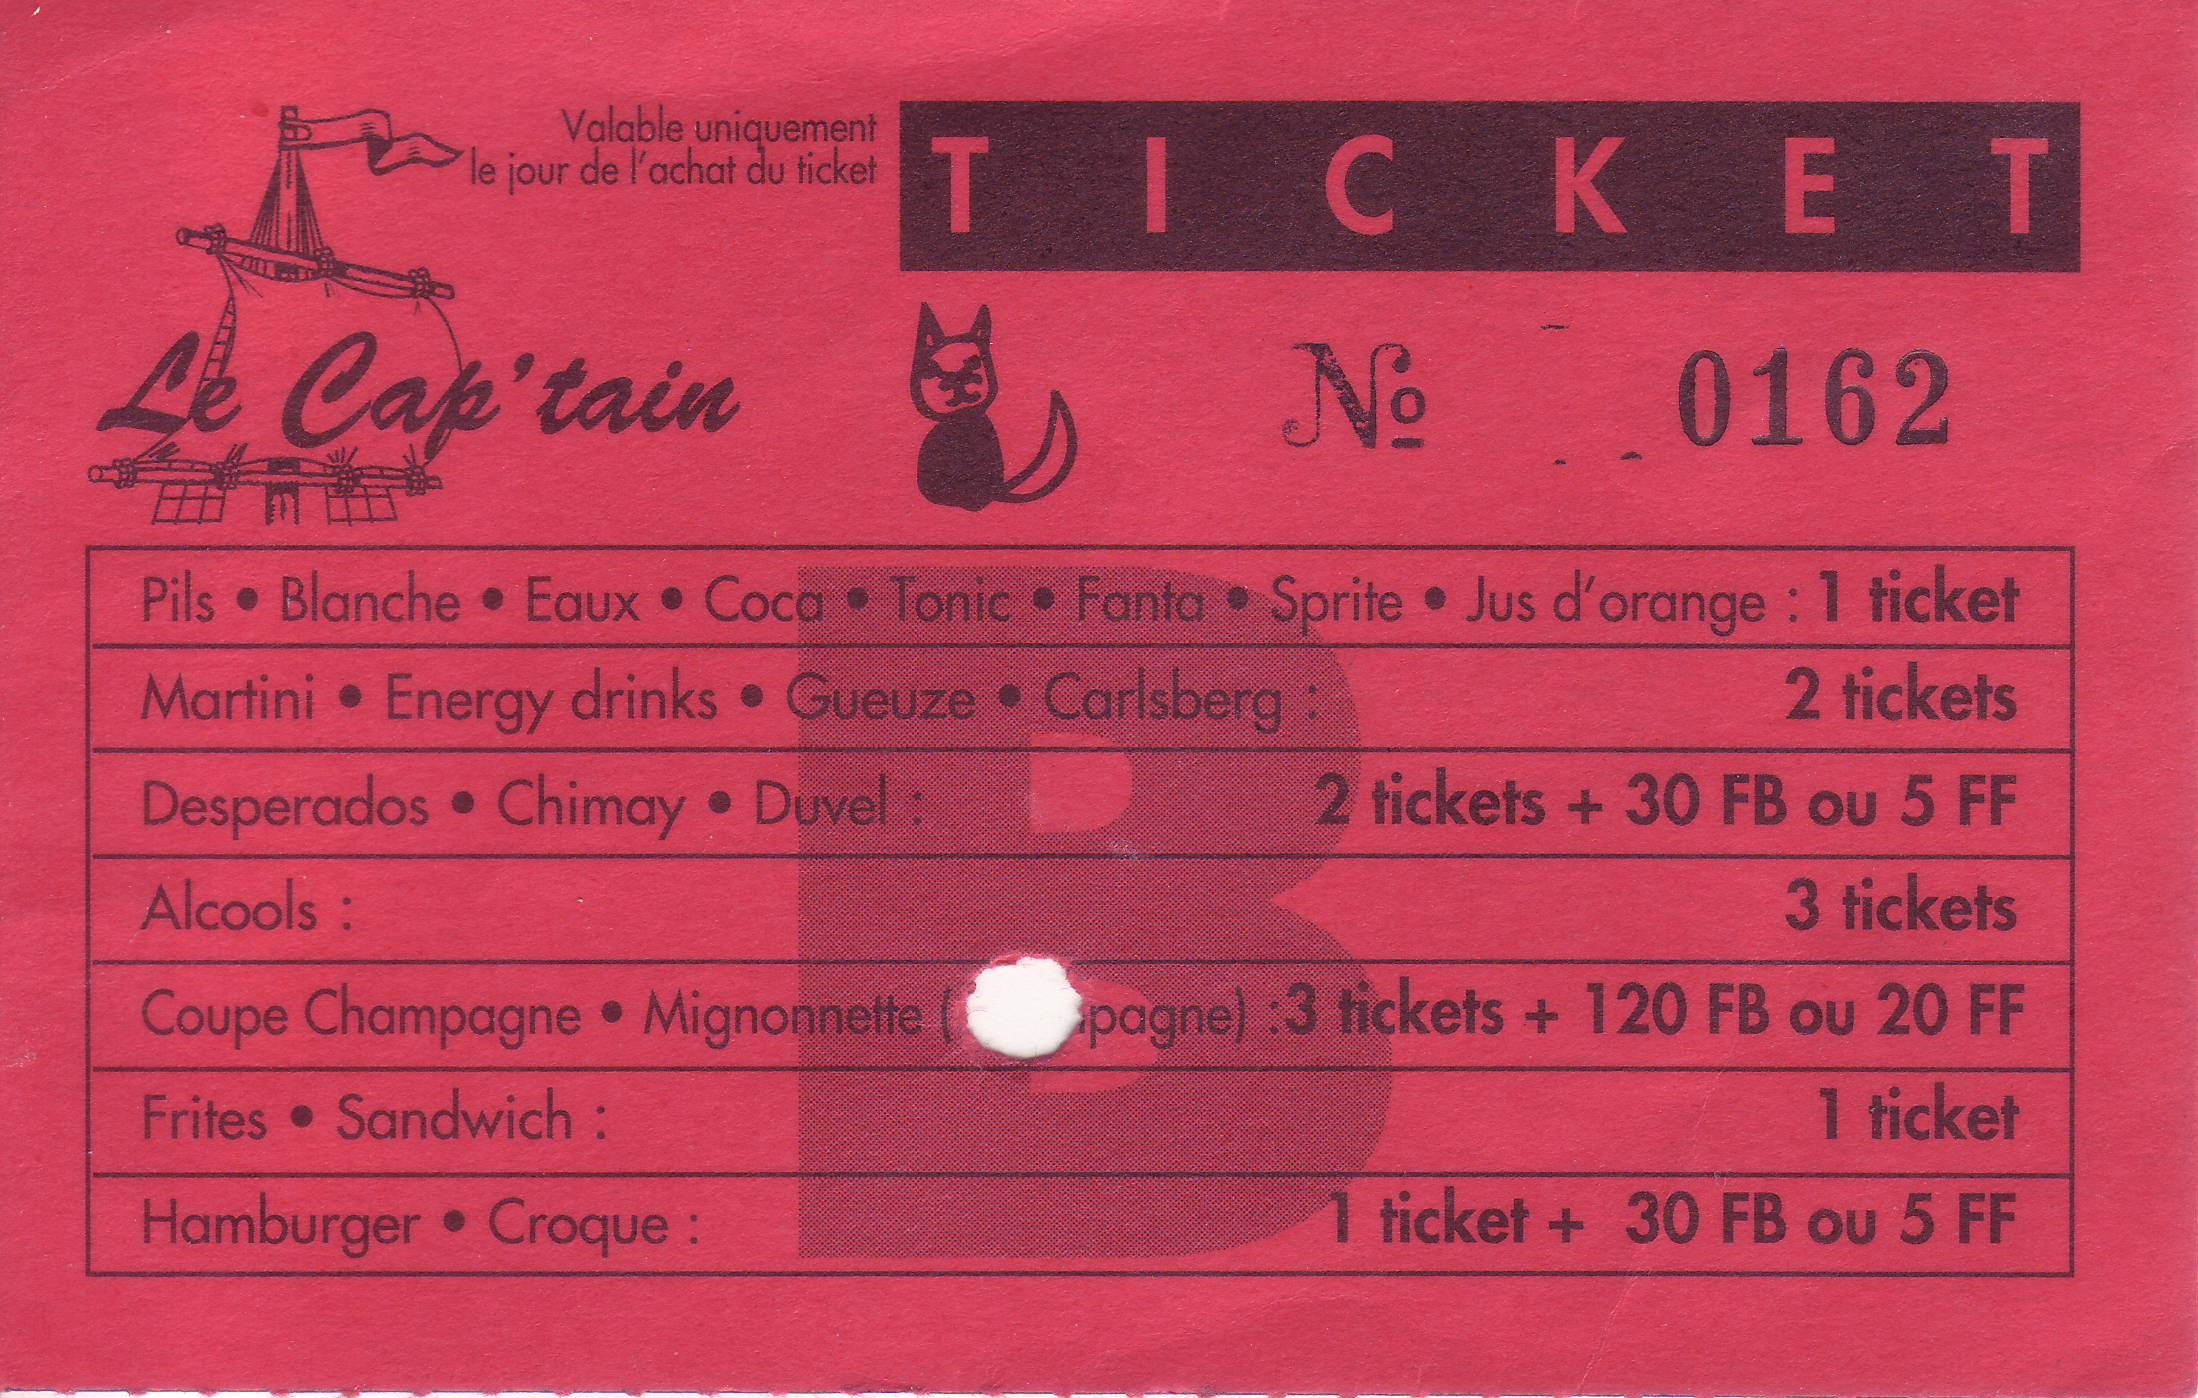 Valable uniquement
le jour de l'achat du ticket
TICKET
Le Cap'tain
No 0162
Pils • Blanche • Eaux • Coca • Tonic • Fanta • Sprite • Jus d'orange : 1 ticket
Martini • Energy drinks • Gueuze • Carlsberg : 2 tickets
Desperados • Chimay • Duvel : 2 tickets + 30 FB ou 5 FF
Alcools : 3 tickets
Coupe Champagne • Mignonnette ( pagne) : 3 tickets + 120 FB ou 20 FF
Frites • Sandwich : 1 ticket
Hamburger • Croque : 1 ticket + 30 FB ou 5 FF
B